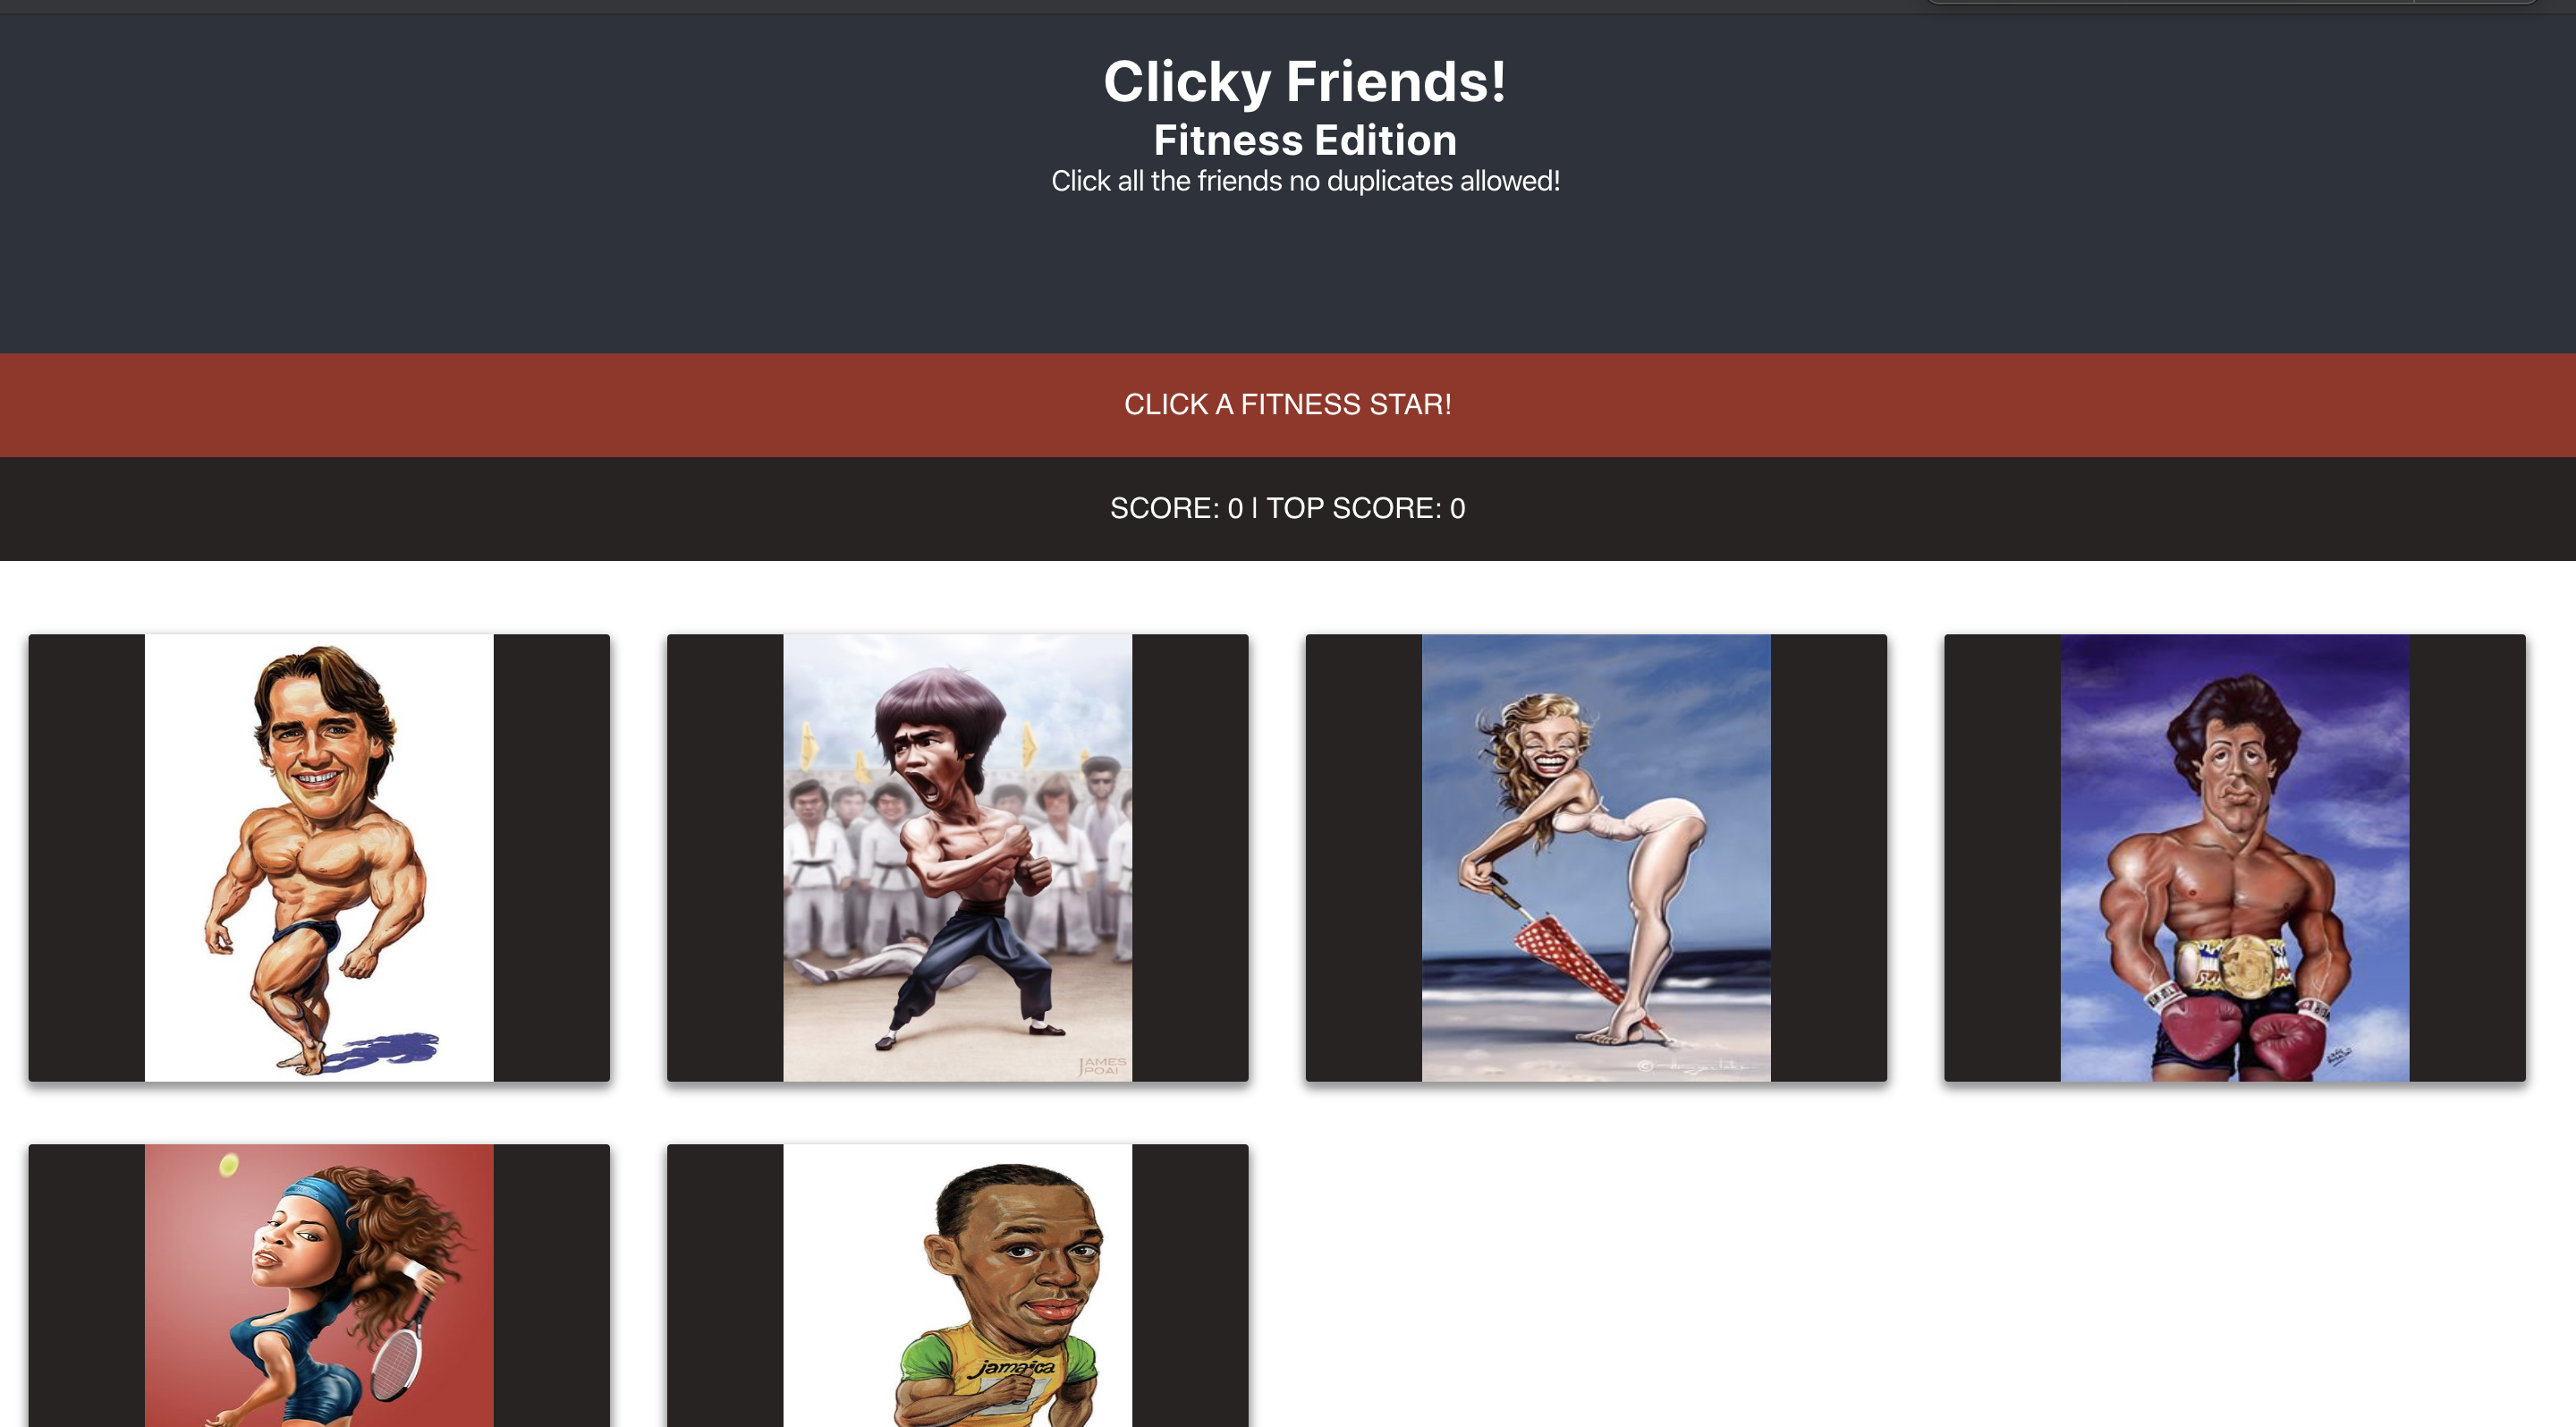 Clicky Friends!
Fitness Edition
Click all the friends no duplicates allowed!
CLICK A FITNESS STAR!
SCORE: 0 | TOP SCORE: 0
JAMES
POAI
©
jamaica